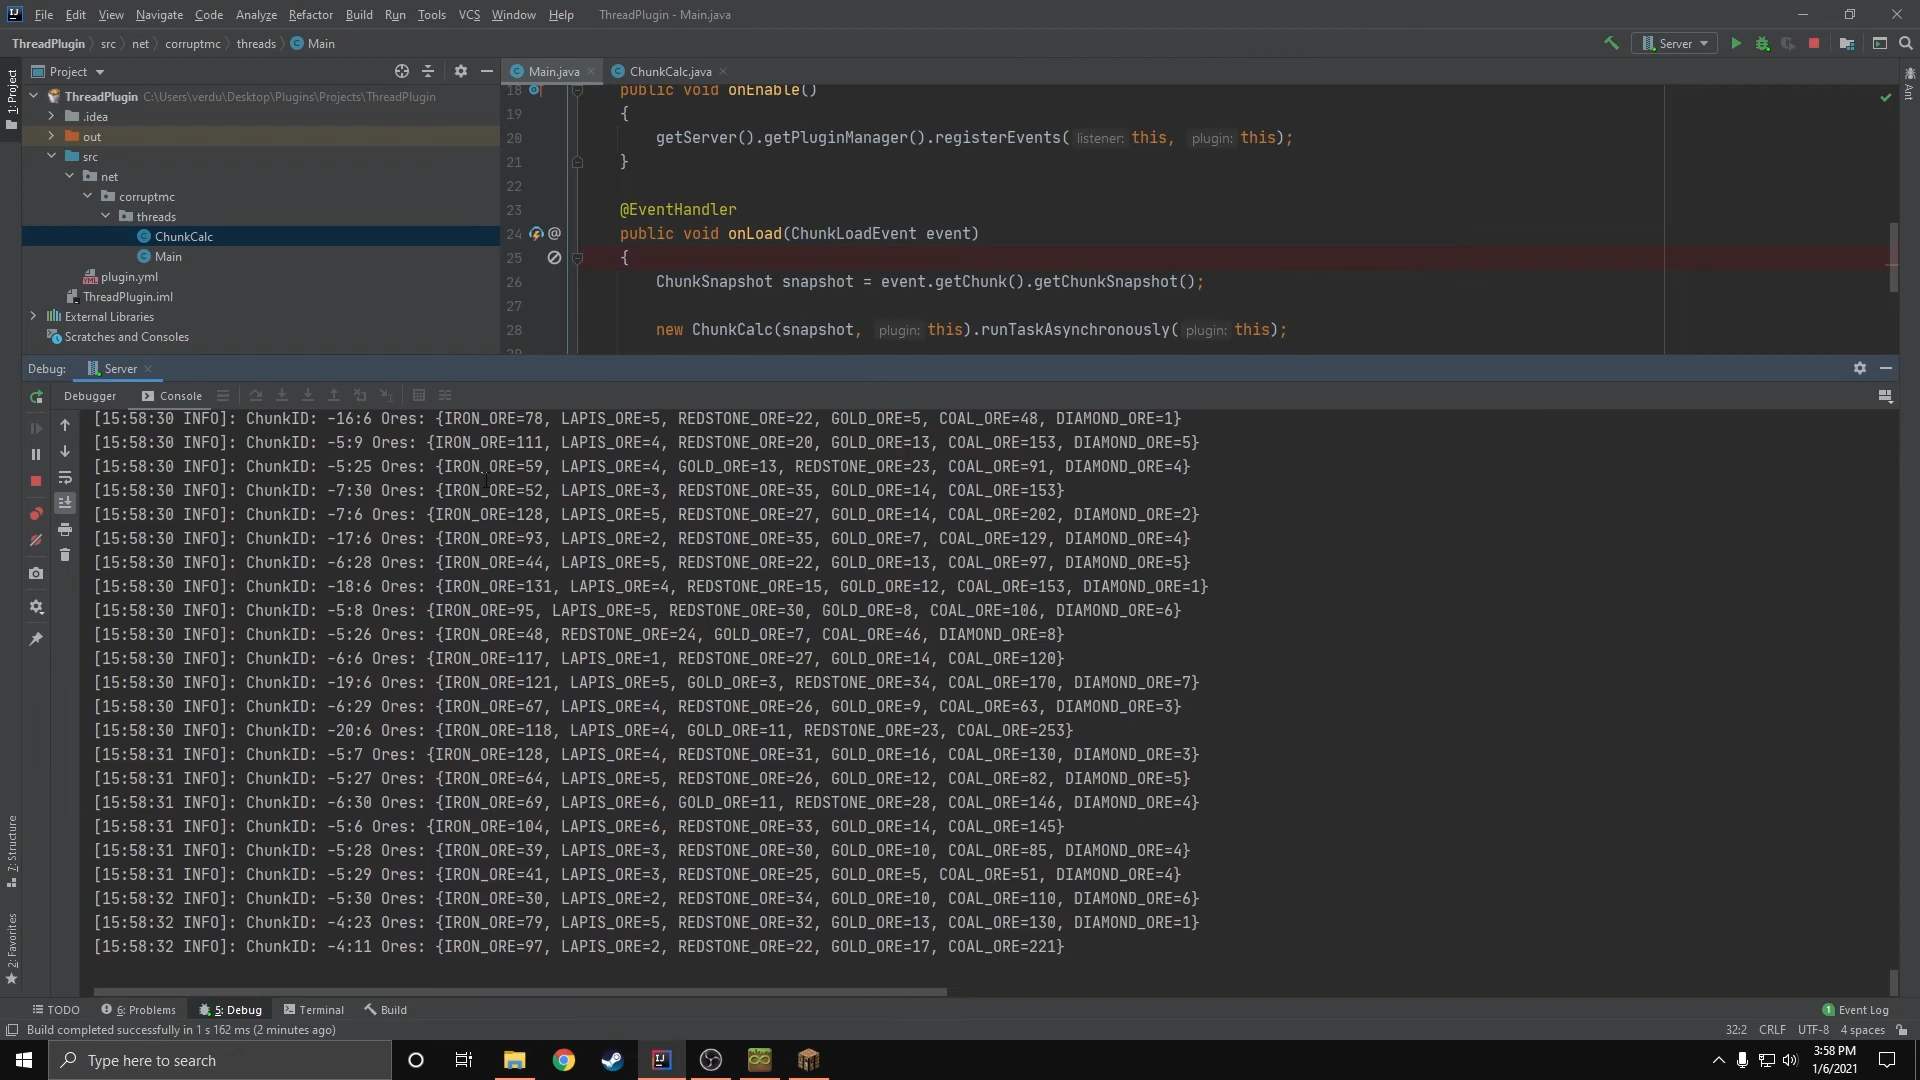 File Edit View Navigate Code Analyze Refactor Build Run Tools VCS Window Help ThreadPlugin - Main.java
ThreadPlugin src net corruptmc threads Main
Server
Project
Main.java ChunkCalc.java
1: Project
Ant
ThreadPlugin C:\Users\verdu\Desktop\Plugins\Projects\ThreadPlugin
.idea
out
src
net
corruptmc
threads
ChunkCalc
Main
plugin.yml
ThreadPlugin.iml
External Libraries
Scratches and Consoles
18 public void onEnable()
19 {
20 getServer().getPluginManager().registerEvents( listener: this, plugin: this);
21 }
22
23 @EventHandler
24 public void onLoad(ChunkLoadEvent event)
25 {
26 ChunkSnapshot snapshot = event.getChunk().getChunkSnapshot();
27
28 new ChunkCalc(snapshot, plugin: this).runTaskAsynchronously( plugin: this);
Debug: Server
Debugger Console
[15:58:30 INFO]: ChunkID: -16:6 Ores: {IRON_ORE=78, LAPIS_ORE=5, REDSTONE_ORE=22, GOLD_ORE=5, COAL_ORE=48, DIAMOND_ORE=1}
[15:58:30 INFO]: ChunkID: -5:9 Ores: {IRON_ORE=111, LAPIS_ORE=4, REDSTONE_ORE=20, GOLD_ORE=13, COAL_ORE=153, DIAMOND_ORE=5}
[15:58:30 INFO]: ChunkID: -5:25 Ores: {IRON_ORE=59, LAPIS_ORE=4, GOLD_ORE=13, REDSTONE_ORE=23, COAL_ORE=91, DIAMOND_ORE=4}
[15:58:30 INFO]: ChunkID: -7:30 Ores: {IRON_ORE=52, LAPIS_ORE=3, REDSTONE_ORE=35, GOLD_ORE=14, COAL_ORE=153}
[15:58:30 INFO]: ChunkID: -7:6 Ores: {IRON_ORE=128, LAPIS_ORE=5, REDSTONE_ORE=27, GOLD_ORE=14, COAL_ORE=202, DIAMOND_ORE=2}
[15:58:30 INFO]: ChunkID: -17:6 Ores: {IRON_ORE=93, LAPIS_ORE=2, REDSTONE_ORE=35, GOLD_ORE=7, COAL_ORE=129, DIAMOND_ORE=4}
[15:58:30 INFO]: ChunkID: -6:28 Ores: {IRON_ORE=44, LAPIS_ORE=5, REDSTONE_ORE=22, GOLD_ORE=13, COAL_ORE=97, DIAMOND_ORE=5}
[15:58:30 INFO]: ChunkID: -18:6 Ores: {IRON_ORE=131, LAPIS_ORE=4, REDSTONE_ORE=15, GOLD_ORE=12, COAL_ORE=153, DIAMOND_ORE=1}
[15:58:30 INFO]: ChunkID: -5:8 Ores: {IRON_ORE=95, LAPIS_ORE=5, REDSTONE_ORE=30, GOLD_ORE=8, COAL_ORE=106, DIAMOND_ORE=6}
[15:58:30 INFO]: ChunkID: -5:26 Ores: {IRON_ORE=48, REDSTONE_ORE=24, GOLD_ORE=7, COAL_ORE=46, DIAMOND_ORE=8}
[15:58:30 INFO]: ChunkID: -6:6 Ores: {IRON_ORE=117, LAPIS_ORE=1, REDSTONE_ORE=27, GOLD_ORE=14, COAL_ORE=120}
[15:58:30 INFO]: ChunkID: -19:6 Ores: {IRON_ORE=121, LAPIS_ORE=5, GOLD_ORE=3, REDSTONE_ORE=34, COAL_ORE=170, DIAMOND_ORE=7}
[15:58:30 INFO]: ChunkID: -6:29 Ores: {IRON_ORE=67, LAPIS_ORE=4, REDSTONE_ORE=26, GOLD_ORE=9, COAL_ORE=63, DIAMOND_ORE=3}
[15:58:30 INFO]: ChunkID: -20:6 Ores: {IRON_ORE=118, LAPIS_ORE=4, GOLD_ORE=11, REDSTONE_ORE=23, COAL_ORE=253}
[15:58:31 INFO]: ChunkID: -5:7 Ores: {IRON_ORE=128, LAPIS_ORE=4, REDSTONE_ORE=31, GOLD_ORE=16, COAL_ORE=130, DIAMOND_ORE=3}
[15:58:31 INFO]: ChunkID: -5:27 Ores: {IRON_ORE=64, LAPIS_ORE=5, REDSTONE_ORE=26, GOLD_ORE=12, COAL_ORE=82, DIAMOND_ORE=5}
[15:58:31 INFO]: ChunkID: -6:30 Ores: {IRON_ORE=69, LAPIS_ORE=6, GOLD_ORE=11, REDSTONE_ORE=28, COAL_ORE=146, DIAMOND_ORE=4}
[15:58:31 INFO]: ChunkID: -5:6 Ores: {IRON_ORE=104, LAPIS_ORE=6, REDSTONE_ORE=33, GOLD_ORE=14, COAL_ORE=145}
[15:58:31 INFO]: ChunkID: -5:28 Ores: {IRON_ORE=39, LAPIS_ORE=3, REDSTONE_ORE=30, GOLD_ORE=10, COAL_ORE=85, DIAMOND_ORE=4}
[15:58:31 INFO]: ChunkID: -5:29 Ores: {IRON_ORE=41, LAPIS_ORE=3, REDSTONE_ORE=25, GOLD_ORE=5, COAL_ORE=51, DIAMOND_ORE=4}
[15:58:32 INFO]: ChunkID: -5:30 Ores: {IRON_ORE=30, LAPIS_ORE=2, REDSTONE_ORE=34, GOLD_ORE=10, COAL_ORE=110, DIAMOND_ORE=6}
[15:58:32 INFO]: ChunkID: -4:23 Ores: {IRON_ORE=79, LAPIS_ORE=5, REDSTONE_ORE=32, GOLD_ORE=13, COAL_ORE=130, DIAMOND_ORE=1}
[15:58:32 INFO]: ChunkID: -4:11 Ores: {IRON_ORE=97, LAPIS_ORE=2, REDSTONE_ORE=22, GOLD_ORE=17, COAL_ORE=221}
7: Structure
2: Favorites
TODO 6: Problems 5: Debug Terminal Build 1 Event Log
Build completed successfully in 1 s 162 ms (2 minutes ago) 32:2 CRLF UTF-8 4 spaces
Type here to search
3:58 PM
1/6/2021